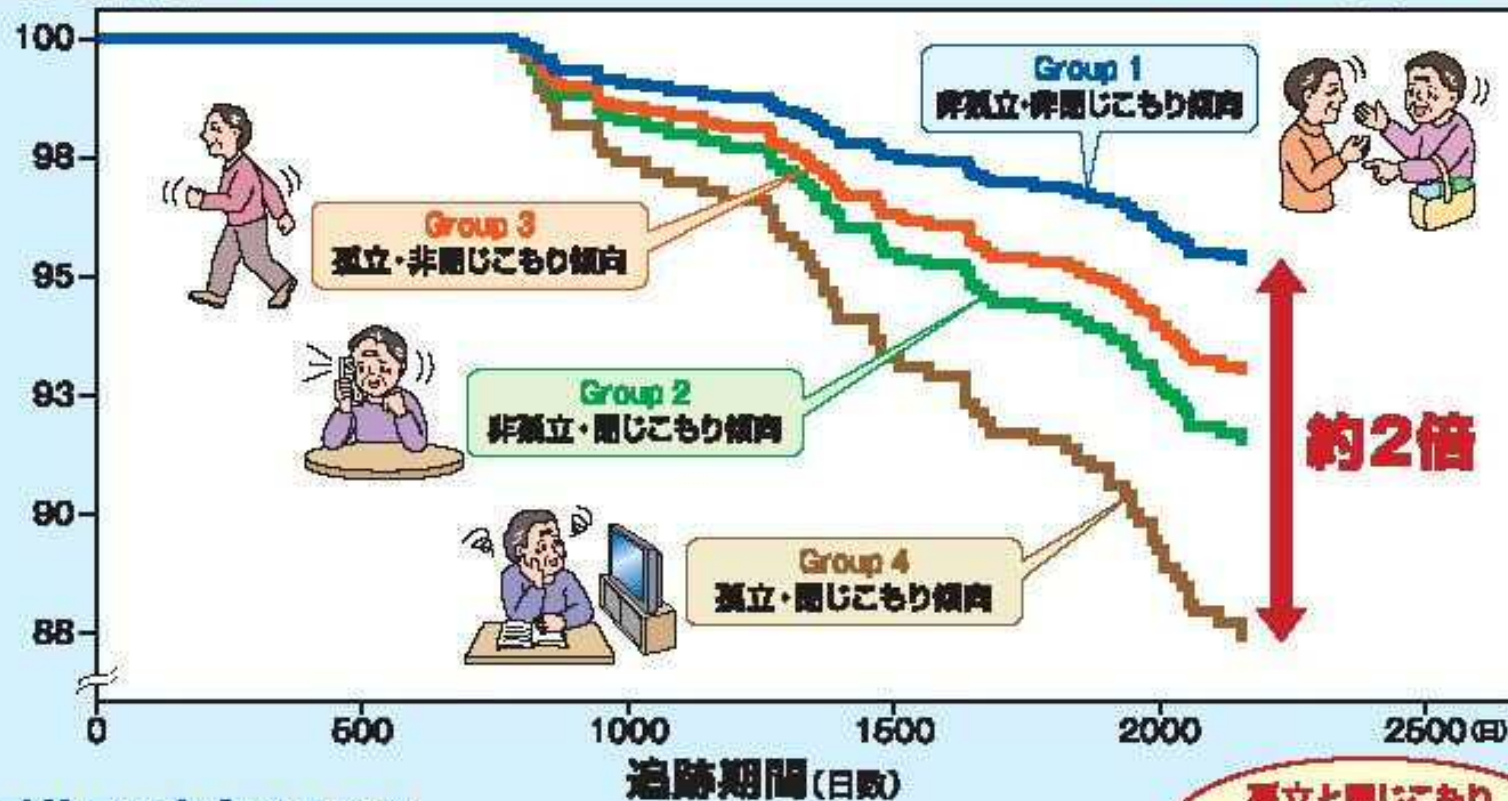 100
98
95
93
90
88
Group 1
非孤立・非閉じこもり傾向
Group 3
孤立・非閉じこもり傾向
Group 2
非孤立・閉じこもり傾向
Group 4
孤立・閉じこもり傾向
約2倍
0 500 1000 1500 2000 2500(日)
追跡期間(日数)
孤立と閉じこもり